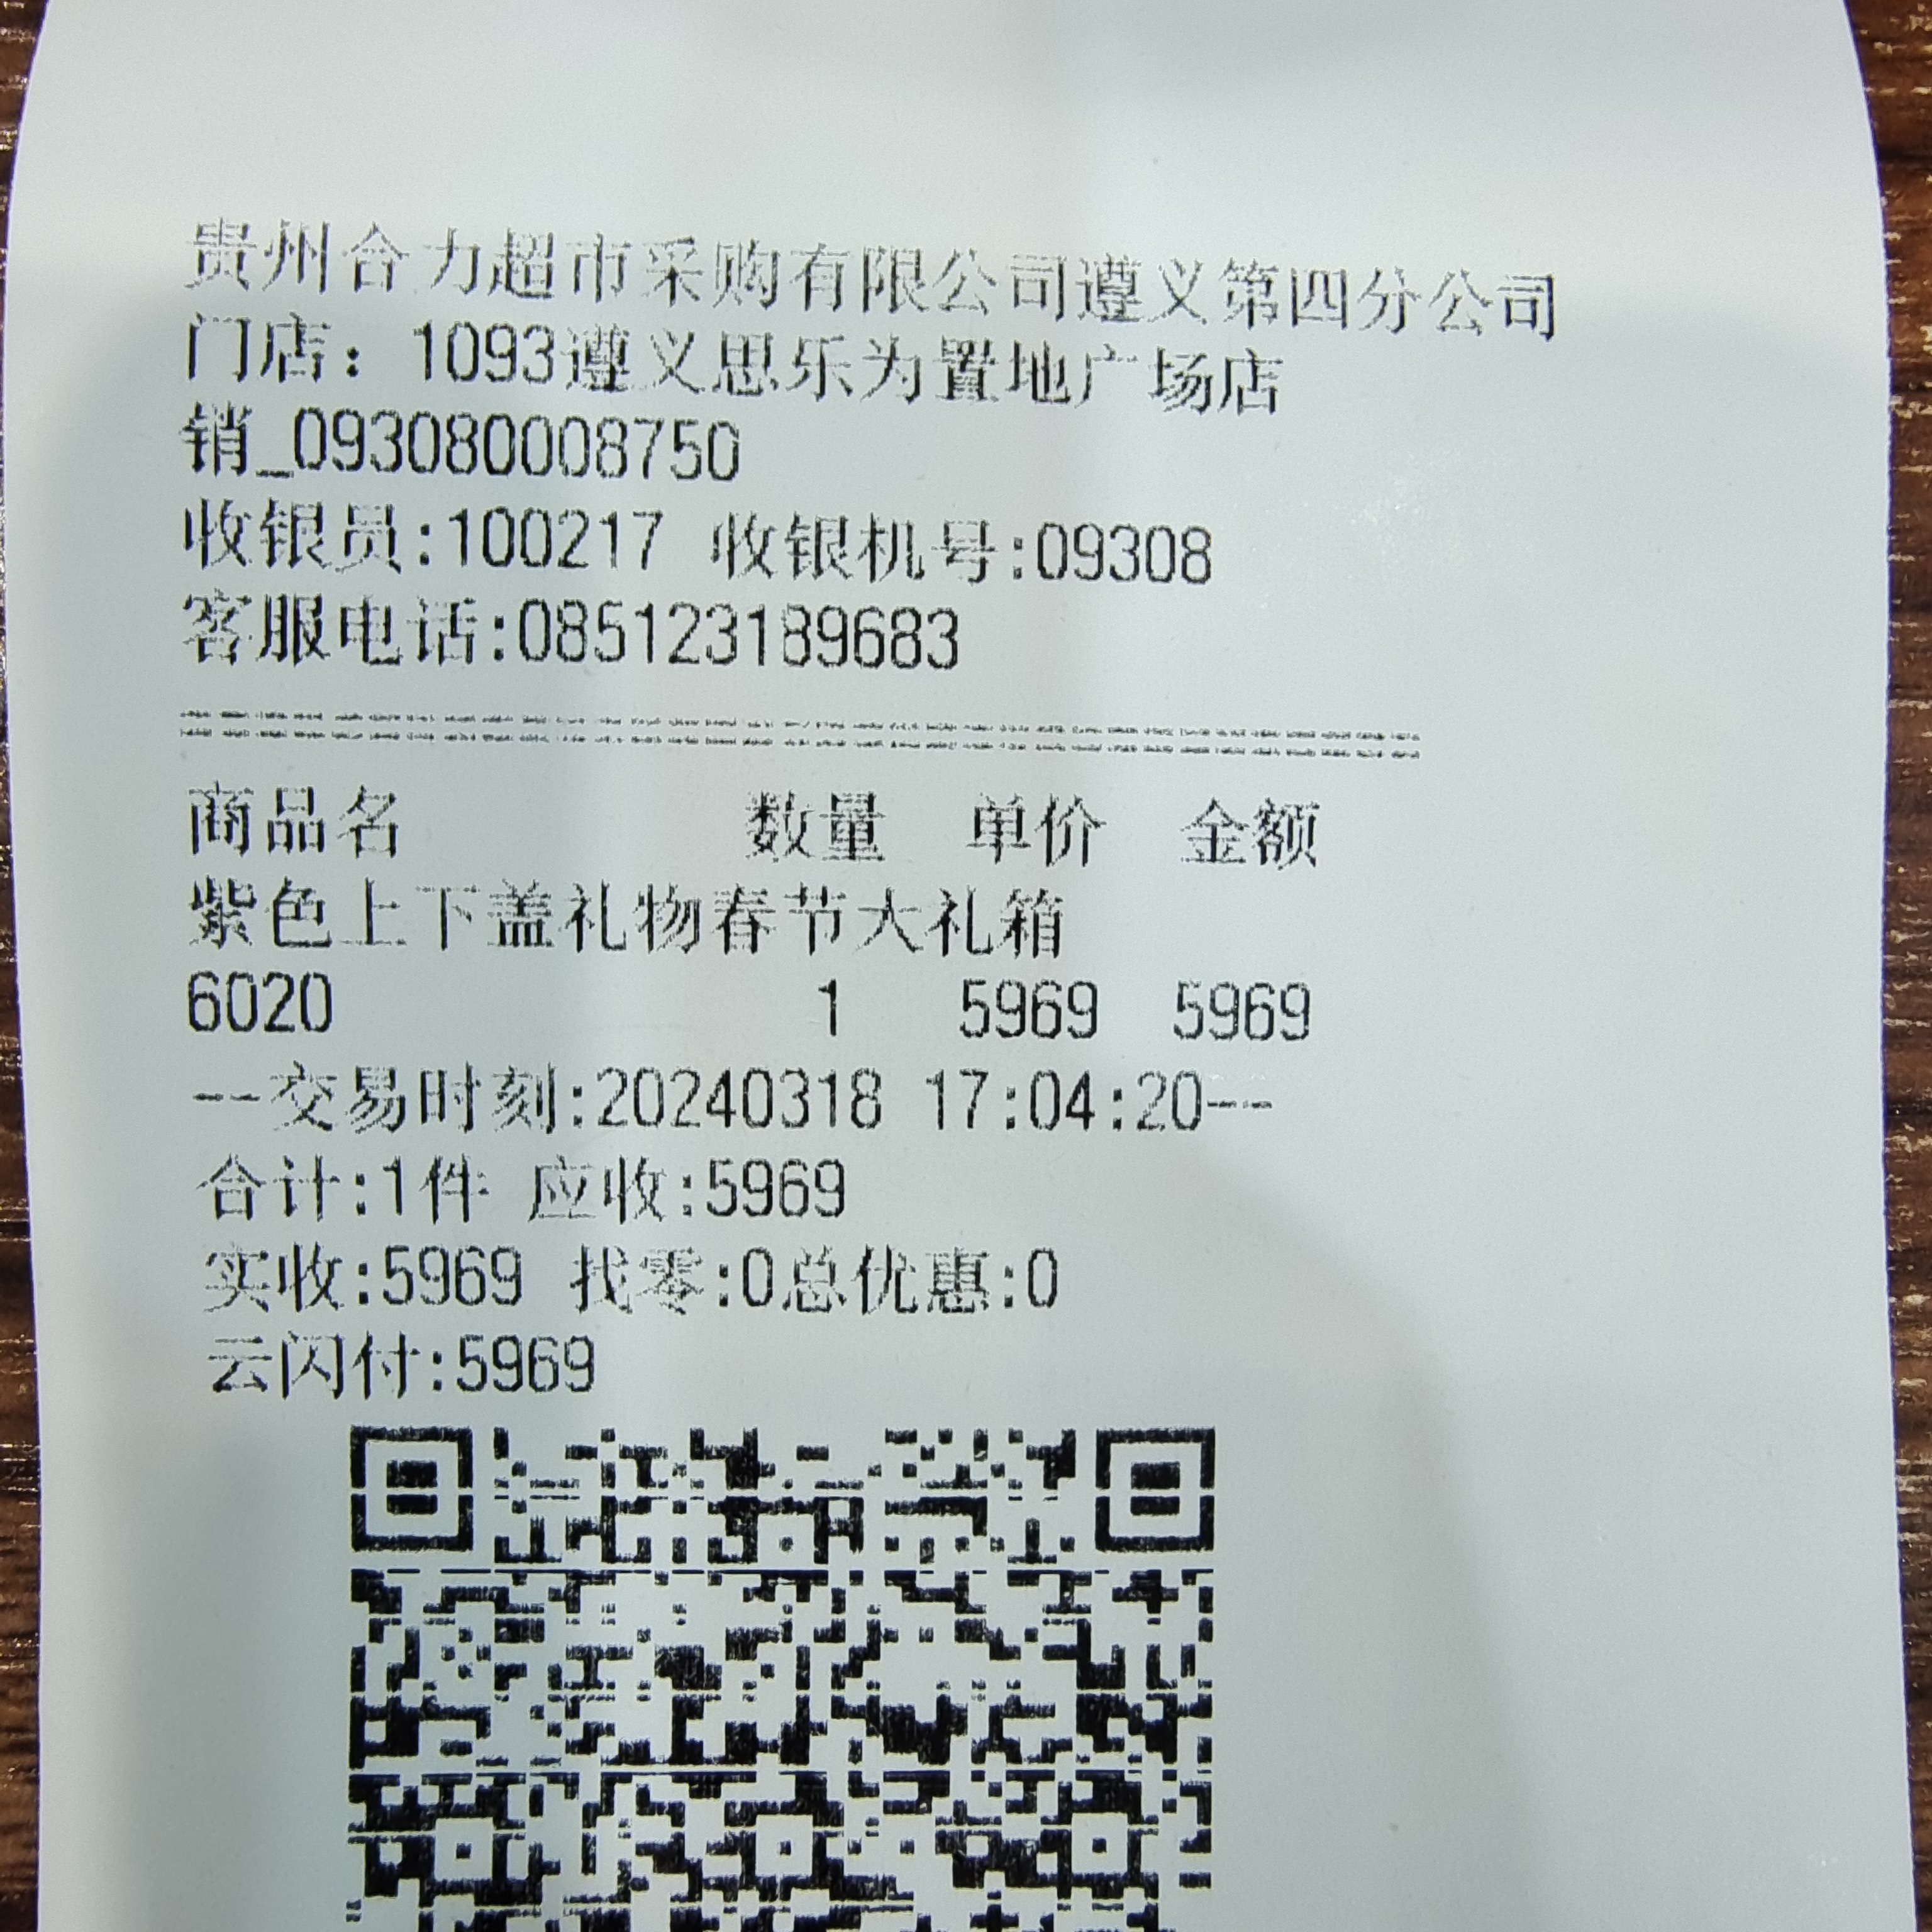 贵州合力超市采购有限公司遵义第四分公司
门店：1093遵义思乐为置地广场店
销_093080008750
收银员:100217 收银机号:09308
客服电话:085123189683
商品名 数量 单价 金额
紫色上下盖礼物春节大礼箱
6020 1 5969 5969
--交易时刻:20240318 17:04:20--
合计:1件 应收:5969
实收:5969 找零:0总优惠:0
云闪付:5969